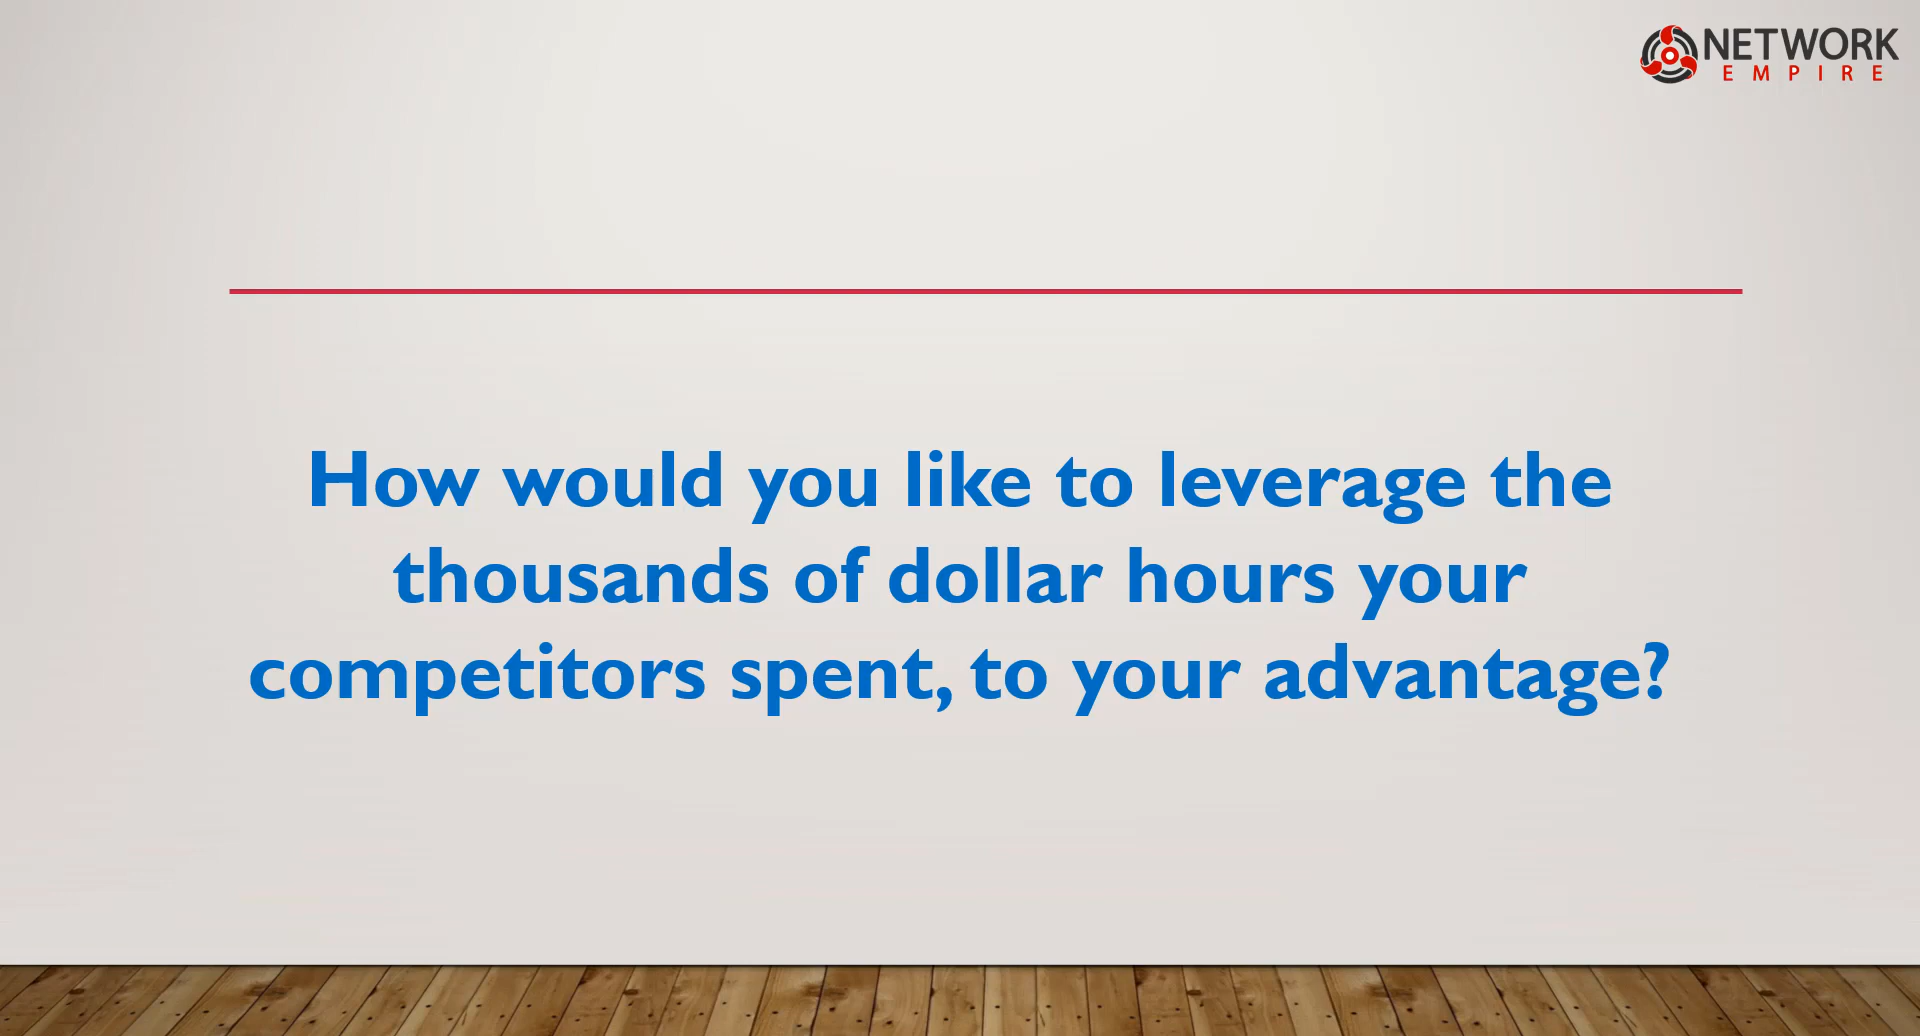 NETWORK
EMPIRE
How would you like to leverage the
thousands of dollar hours your
competitors spent, to your advantage?